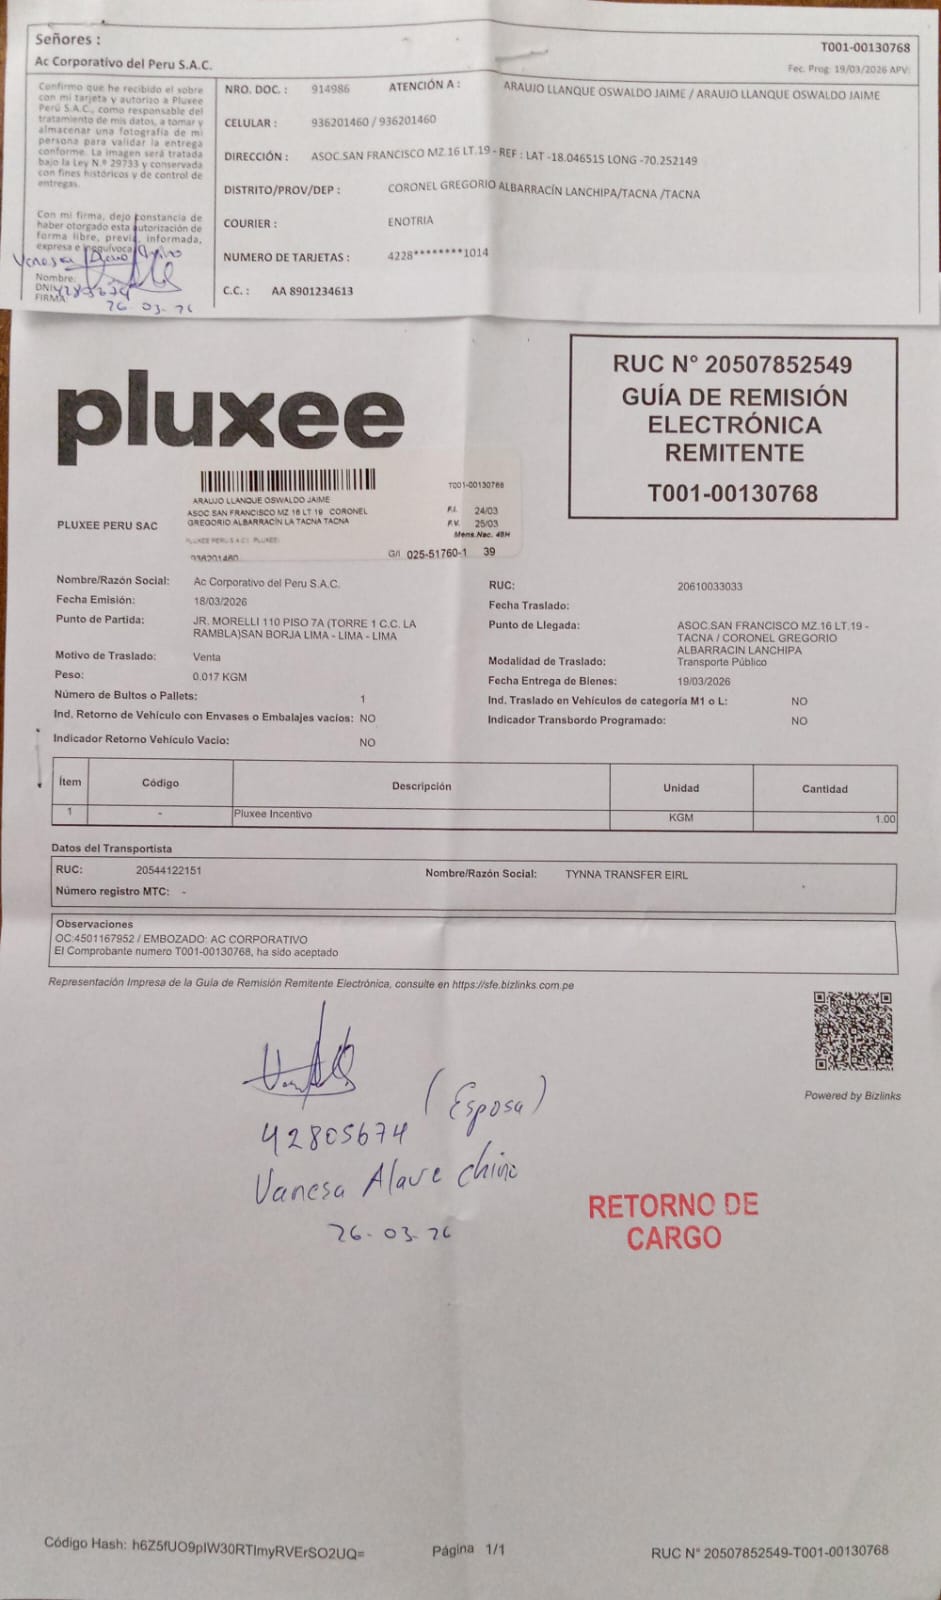 Señores :
Ac Corporativo del Peru S.A.C.
T001-00130768
Fec. Prog: 19/03/2026 APV:
Confirmo que he recibido el sobre
con mi tarjeta y autorizo a Pluxee
Perú S.A.C., como responsable del
tratamiento de mis datos, a tomar y
almacenar una fotografía de mi
persona para validar la entrega
conforme. La imagen será tratada
bajo la Ley N.° 29733 y conservada
con fines históricos y de control de
entregas.
Con mi firma, dejo constancia de
haber otorgado esta autorización de
forma libre, previa, informada,
expresa e inequívoca.
Vanesa Alave Chino
Nombre:
DNI: 42805674
FIRMA
26.03.26
NRO. DOC. : 914986
ATENCIÓN A : ARAUJO LLANQUE OSWALDO JAIME / ARAUJO LLANQUE OSWALDO JAIME
CELULAR : 936201460 / 936201460
DIRECCIÓN : ASOC.SAN FRANCISCO MZ.16 LT.19 - REF : LAT -18.046515 LONG -70.252149
DISTRITO/PROV/DEP : CORONEL GREGORIO ALBARRACÍN LANCHIPA/TACNA /TACNA
COURIER : ENOTRIA
NUMERO DE TARJETAS : 4228********1014
C.C. : AA 8901234613
pluxee
RUC N° 20507852549
GUÍA DE REMISIÓN
ELECTRÓNICA
REMITENTE
T001-00130768
PLUXEE PERU SAC
ARAUJO LLANQUE OSWALDO JAIME
ASOC SAN FRANCISCO MZ 16 LT 19 CORONEL
GREGORIO ALBARRACIN LA TACNA TACNA
PLUXEE PERU S.A.C ( PLUXEE)
936201460
T001-00130768
F.I. 24/03
F.V. 25/03
Mens.Nac. 48H
G/I 025-51760-1 39
Nombre/Razón Social: Ac Corporativo del Peru S.A.C.
RUC: 20610033033
Fecha Emisión: 18/03/2026
Fecha Traslado:
Punto de Partida: JR. MORELLI 110 PISO 7A (TORRE 1 C.C. LA
RAMBLA)SAN BORJA LIMA - LIMA - LIMA
Punto de Llegada: ASOC.SAN FRANCISCO MZ.16 LT.19 -
TACNA / CORONEL GREGORIO
ALBARRACIN LANCHIPA
Motivo de Traslado: Venta
Modalidad de Traslado: Transporte Público
Peso: 0.017 KGM
Fecha Entrega de Bienes: 19/03/2026
Número de Bultos o Pallets: 1
Ind. Traslado en Vehículos de categoría M1 o L: NO
Ind. Retorno de Vehículo con Envases o Embalajes vacios: NO
Indicador Transbordo Programado: NO
Indicador Retorno Vehículo Vacio: NO
Ítem Código Descripción Unidad Cantidad
1 - Pluxee Incentivo KGM 1.00
Datos del Transportista
RUC: 20544122151
Nombre/Razón Social: TYNNA TRANSFER EIRL
Número registro MTC: -
Observaciones
OC:4501167952 / EMBOZADO: AC CORPORATIVO
El Comprobante numero T001-00130768, ha sido aceptado
Representación Impresa de la Guia de Remisión Remitente Electrónica, consulte en https://sfe.bizlinks.com.pe
Powered by Bizlinks
(Esposa)
42805674
Vanesa Alave Chino
26-03-26
RETORNO DE
CARGO
Código Hash: h6Z5fUO9pIW30RTImyRVErSO2UQ=
Página 1/1
RUC N° 20507852549-T001-00130768